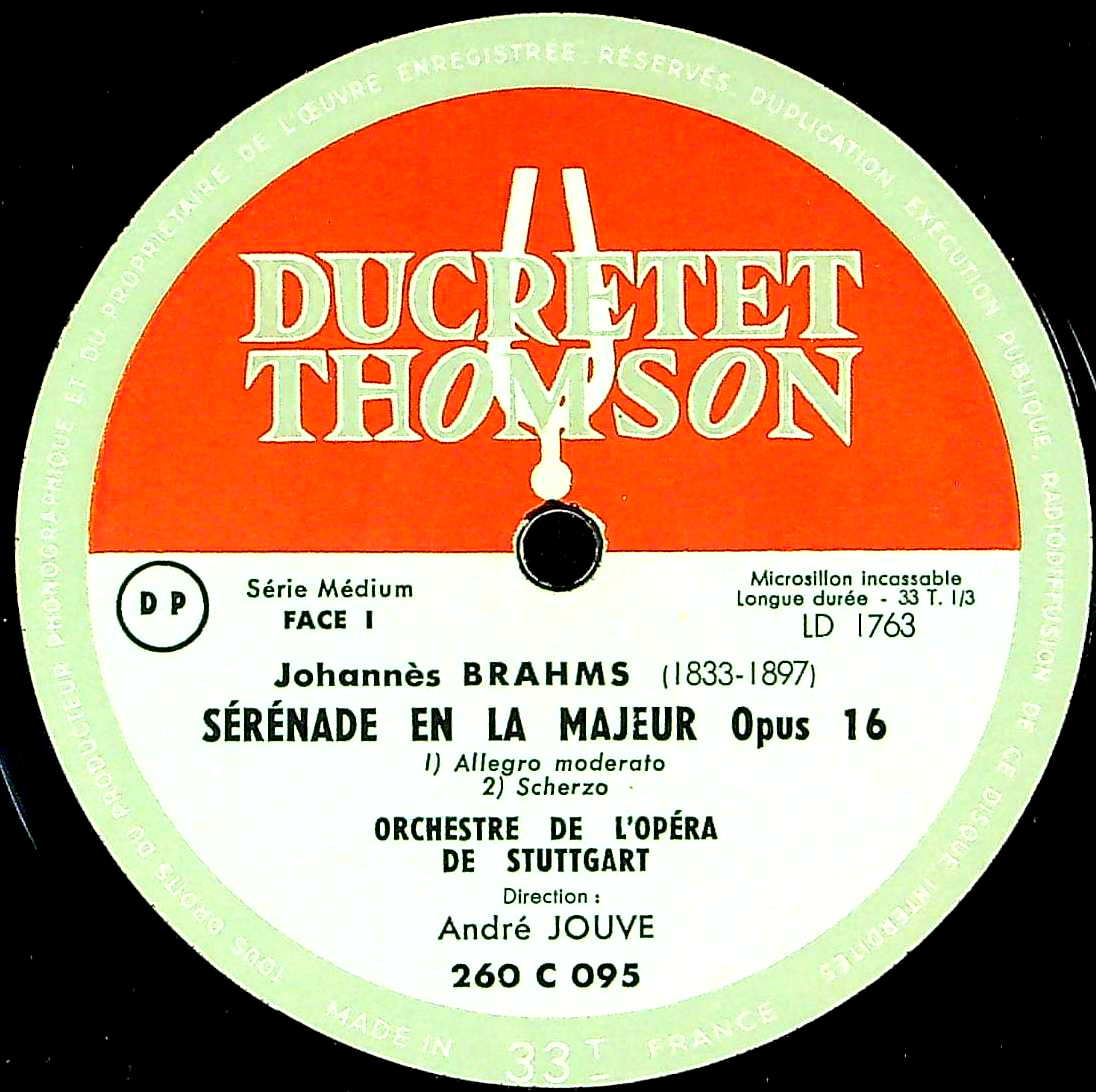 TOUS DROITS DU PRODUCTEUR PHONOGRAPHIQUE ET DU PROPRIÉTAIRE DE L'ŒUVRE ENREGISTRÉE RÉSERVÉS. DUPLICATION, EXÉCUTION PUBLIQUE, RADIODIFFUSION DE CE DISQUE INTERDITES
DUCRETET
THOMSON
D P
Série Médium
FACE I
Microsillon incassable
Longue durée - 33 T. 1/3
LD 1763
Johannès BRAHMS (1833-1897)
SÉRÉNADE EN LA MAJEUR Opus 16
1) Allegro moderato
2) Scherzo
ORCHESTRE DE L'OPÉRA
DE STUTTGART
Direction :
André JOUVE
260 C 095
MADE IN 33 T FRANCE